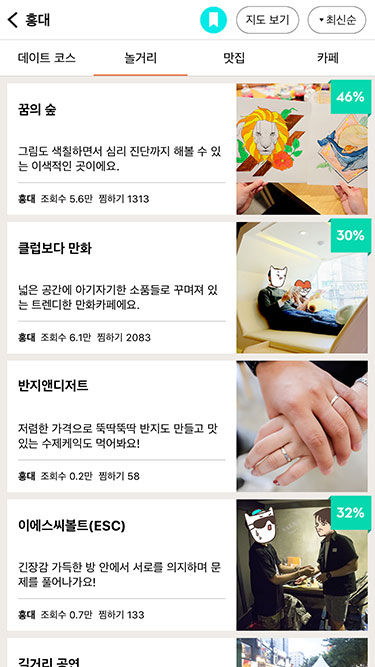 홍대
지도 보기
최신순
데이트 코스
놀거리
맛집
카페
꿈의 숲
46%
그림도 색칠하면서 심리 진단까지 해볼 수 있
는 이색적인 곳이에요.
홍대 조회수 5.6만 찜하기 1313
클럽보다 만화
30%
넓은 공간에 아기자기한 소품들로 꾸며져 있
는 트렌디한 만화카페에요.
홍대 조회수 6.1만 찜하기 2083
반지앤디저트
저렴한 가격으로 뚝딱뚝딱 반지도 만들고 맛
있는 수제케익도 먹어봐요!
홍대 조회수 0.2만 찜하기 58
이에스씨볼트(ESC)
32%
긴장감 가득한 방 안에서 서로를 의지하며 문
제를 풀어나가요!
홍대 조회수 0.7만 찜하기 133
길거리 공연